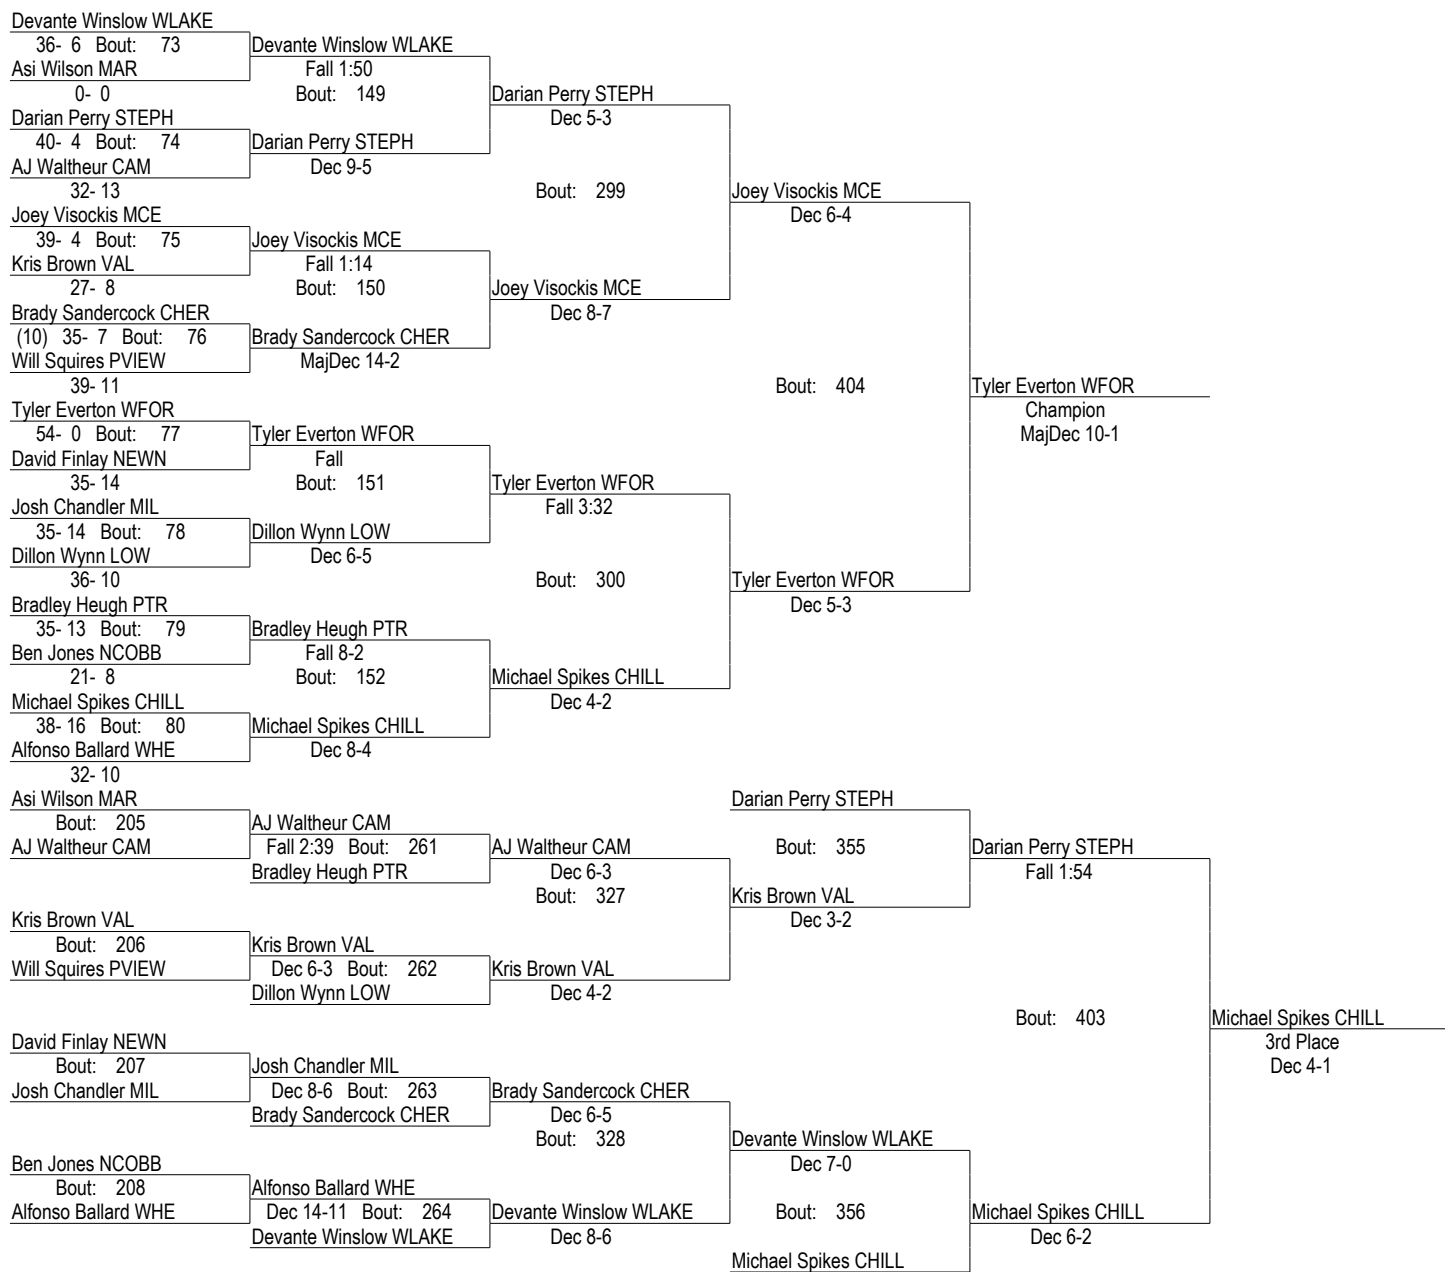 Devante Winslow WLAKE
36- 6 Bout: 73 Devante Winslow WLAKE
Asi Wilson MAR Fall 1:50
0- 0 Bout: 149 Darian Perry STEPH
Darian Perry STEPH Dec 5-3
40- 4 Bout: 74 Darian Perry STEPH
AJ Waltheur CAM Dec 9-5
32- 13 Bout: 299 Joey Visockis MCE
Joey Visockis MCE Dec 6-4
39- 4 Bout: 75 Joey Visockis MCE
Kris Brown VAL Fall 1:14
27- 8 Bout: 150 Joey Visockis MCE
Brady Sandercock CHER Dec 8-7
(10) 35- 7 Bout: 76 Brady Sandercock CHER
Will Squires PVIEW MajDec 14-2
39- 11 Bout: 404 Tyler Everton WFOR
Tyler Everton WFOR Champion
54- 0 Bout: 77 Tyler Everton WFOR MajDec 10-1
David Finlay NEWN Fall
35- 14 Bout: 151 Tyler Everton WFOR
Josh Chandler MIL Fall 3:32
35- 14 Bout: 78 Dillon Wynn LOW
Dillon Wynn LOW Dec 6-5
36- 10 Bout: 300 Tyler Everton WFOR
Bradley Heugh PTR Dec 5-3
35- 13 Bout: 79 Bradley Heugh PTR
Ben Jones NCOBB Fall 8-2
21- 8 Bout: 152 Michael Spikes CHILL
Michael Spikes CHILL Dec 4-2
38- 16 Bout: 80 Michael Spikes CHILL
Alfonso Ballard WHE Dec 8-4
32- 10
Asi Wilson MAR Darian Perry STEPH
Bout: 205 AJ Waltheur CAM
AJ Waltheur CAM Fall 2:39 Bout: 261 AJ Waltheur CAM Bout: 355 Darian Perry STEPH
Bradley Heugh PTR Dec 6-3 Fall 1:54
Bout: 327 Kris Brown VAL
Kris Brown VAL Dec 3-2
Bout: 206 Kris Brown VAL
Will Squires PVIEW Dec 6-3 Bout: 262 Kris Brown VAL
Dillon Wynn LOW Dec 4-2
Bout: 403 Michael Spikes CHILL
David Finlay NEWN 3rd Place
Bout: 207 Josh Chandler MIL Dec 4-1
Josh Chandler MIL Dec 8-6 Bout: 263 Brady Sandercock CHER
Brady Sandercock CHER Dec 6-5
Bout: 328 Devante Winslow WLAKE
Ben Jones NCOBB Dec 7-0
Bout: 208 Alfonso Ballard WHE
Alfonso Ballard WHE Dec 14-11 Bout: 264 Devante Winslow WLAKE Bout: 356 Michael Spikes CHILL
Devante Winslow WLAKE Dec 8-6 Dec 6-2
Michael Spikes CHILL